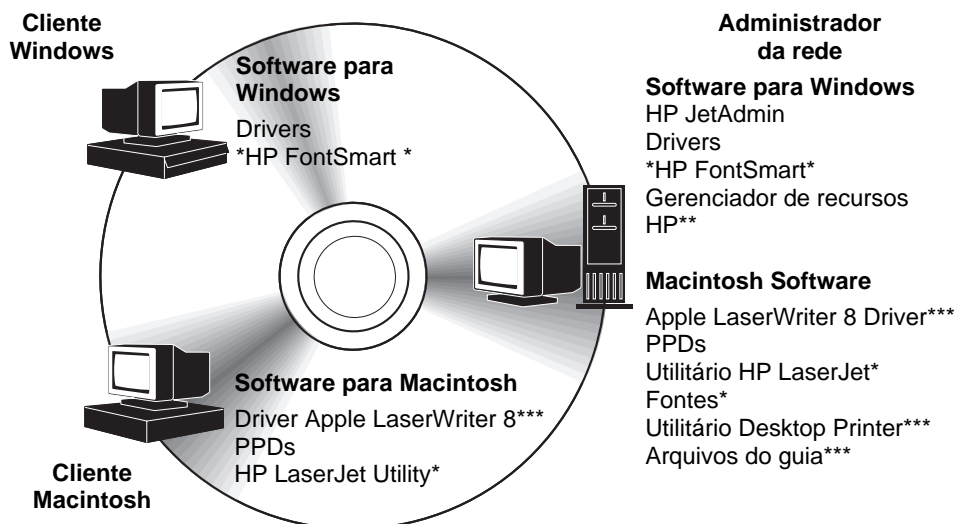 Cliente
Windows
Software para
Windows
Drivers
*HP FontSmart *
Administrador
da rede
Software para Windows
HP JetAdmin
Drivers
*HP FontSmart*
Gerenciador de recursos
HP**
Macintosh Software
Apple LaserWriter 8 Driver***
PPDs
Utilitário HP LaserJet*
Fontes*
Utilitário Desktop Printer***
Arquivos do guia***
Software para Macintosh
Driver Apple LaserWriter 8***
PPDs
HP LaserJet Utility*
Cliente
Macintosh